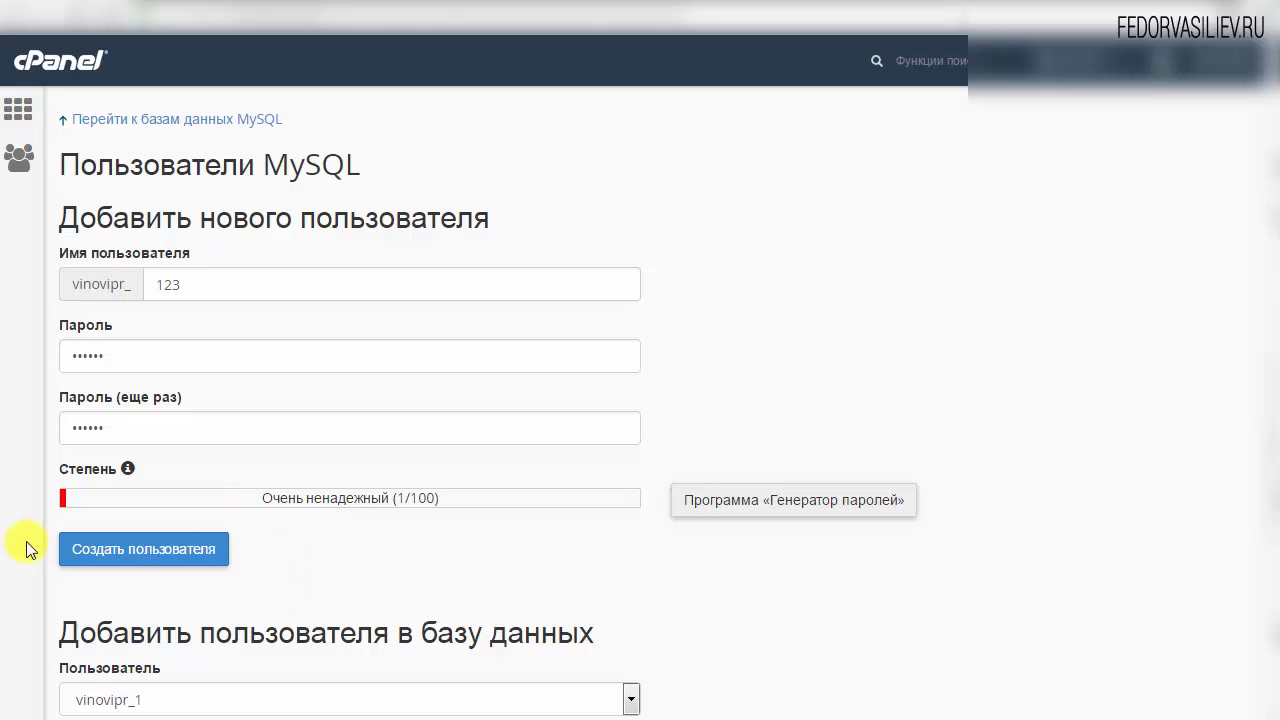 FEDORVASILIEV.RU
cPanel
Функции
Перейти к базам данных MySQL
Пользователи MySQL
Добавить нового пользователя
Имя пользователя
vinovipr_ 123
Пароль
••••••
Пароль (еще раз)
••••••
Степень
Очень ненадежный (1/100)
Программа «Генератор паролей»
Создать пользователя
Добавить пользователя в базу данных
Пользователь
vinovipr_1